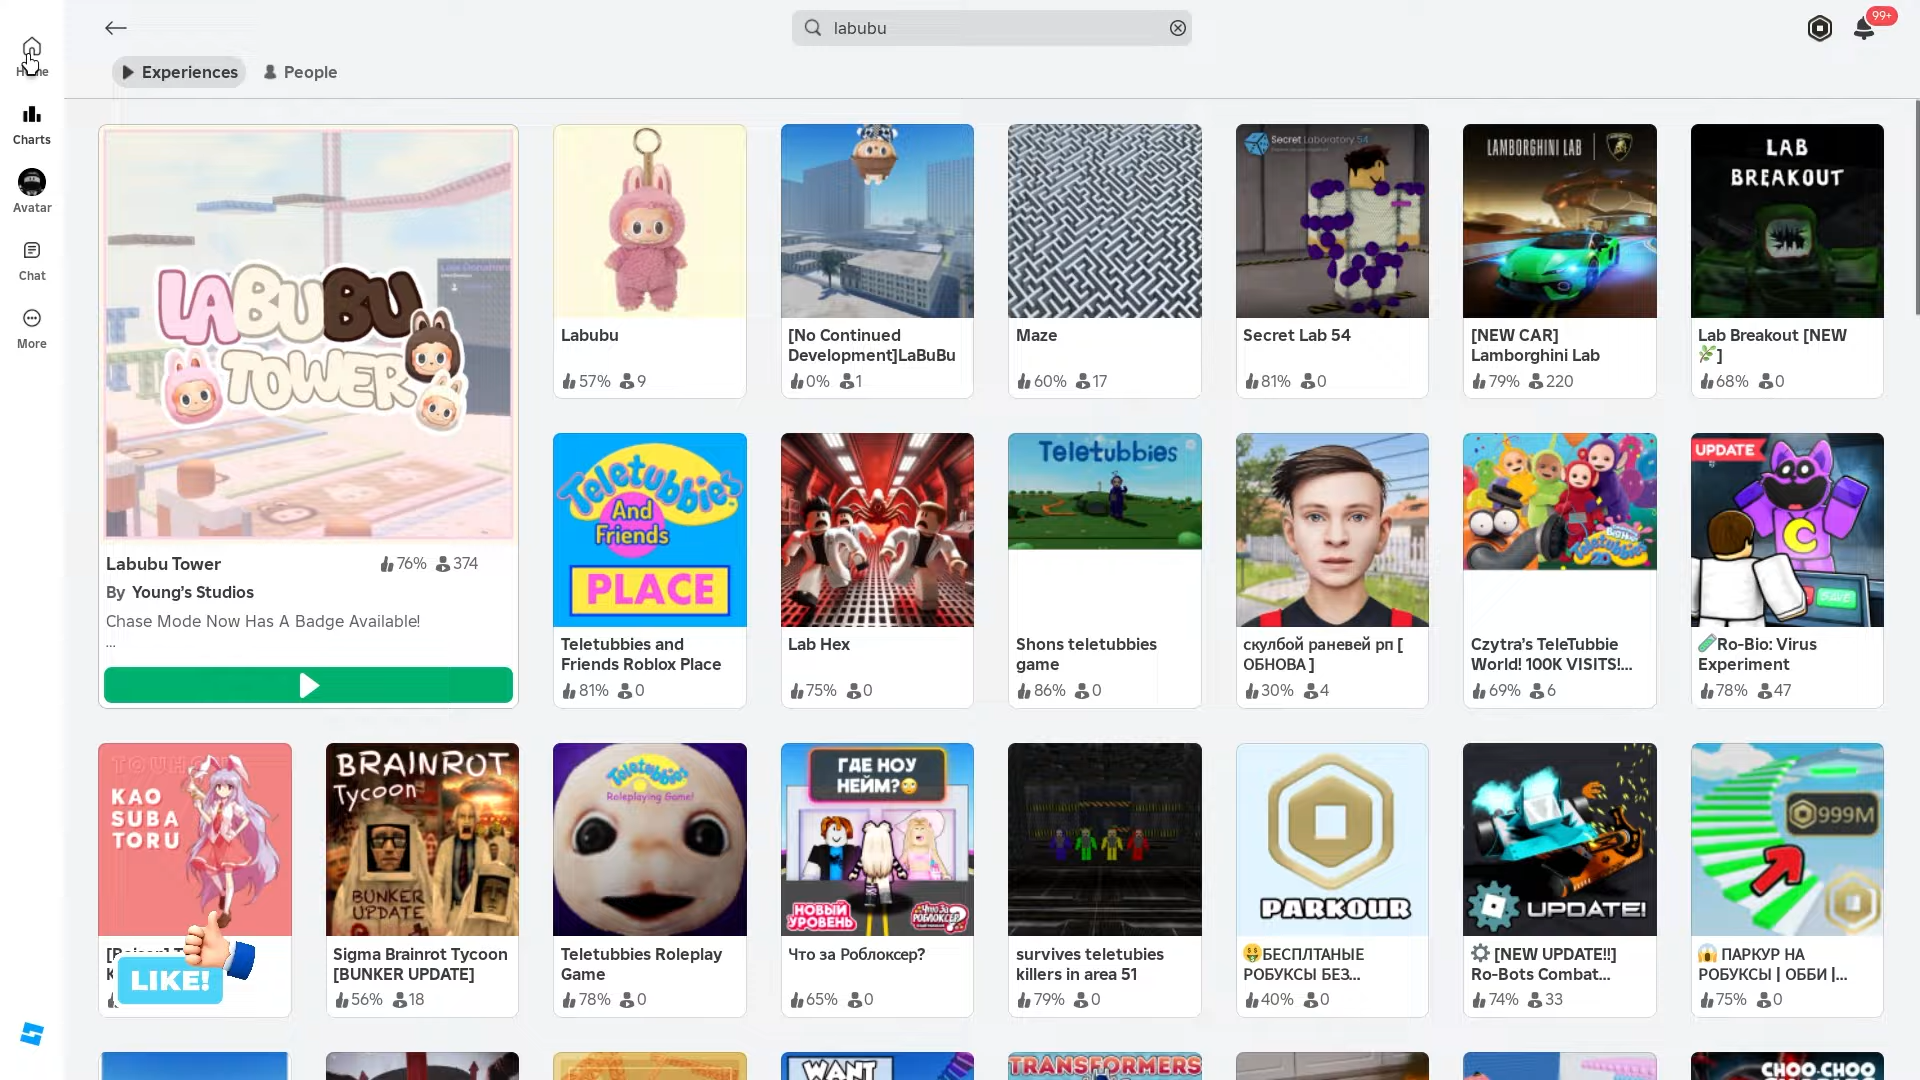 labubu
99+
Home
Experiences
People
Charts
Avatar
Chat
More
LABUBU
TOWER
Labubu Tower
76% 374
By Young's Studios
Chase Mode Now Has A Badge Available!
...
Labubu
57% 9
[No Continued
Development]LaBuBu
0% 1
Maze
60% 17
Secret Laboratory 54
Secret Lab 54
81% 0
LAMBORGHINI LAB
[NEW CAR]
Lamborghini Lab
79% 220
LAB
BREAKOUT
Lab Breakout [NEW
🌿]
68% 0
Teletubbies
And
Friends
PLACE
Teletubbies and
Friends Roblox Place
81% 0
Lab Hex
75% 0
Teletubbies
Shons teletubbies
game
86% 0
скулбой раневей рп [
ОБНОВА ]
30% 4
Teletubbies
2D
Czytra's TeleTubbie
World! 100K VISITS!...
69% 6
UPDATE
C
SAVE
🧪Ro-Bio: Virus
Experiment
78% 47
KAO
SUBA
TORU
LIKE!
BRAINROT
Tycoon
BUNKER
UPDATE
Sigma Brainrot Tycoon
[BUNKER UPDATE]
56% 18
Teletubbies
Roleplaying Game!
Teletubbies Roleplay
Game
78% 0
ГДЕ НОУ
НЕЙМ?😳
НОВЫЙ
УРОВЕНЬ
ЧТО ЗА
РОБЛОКСЕР?
Что за Роблоксер?
65% 0
survives teletubies
killers in area 51
79% 0
PARKOUR
🤑БЕСПЛТАНЫЕ
РОБУКСЫ БЕЗ...
40% 0
UPDATE!
⚙️ [NEW UPDATE!!]
Ro-Bots Combat...
74% 33
999M
😱 ПАРКУР НА
РОБУКСЫ | ОББИ |...
75% 0
WANT
TRANSFORMERS
CHOO-CHOO